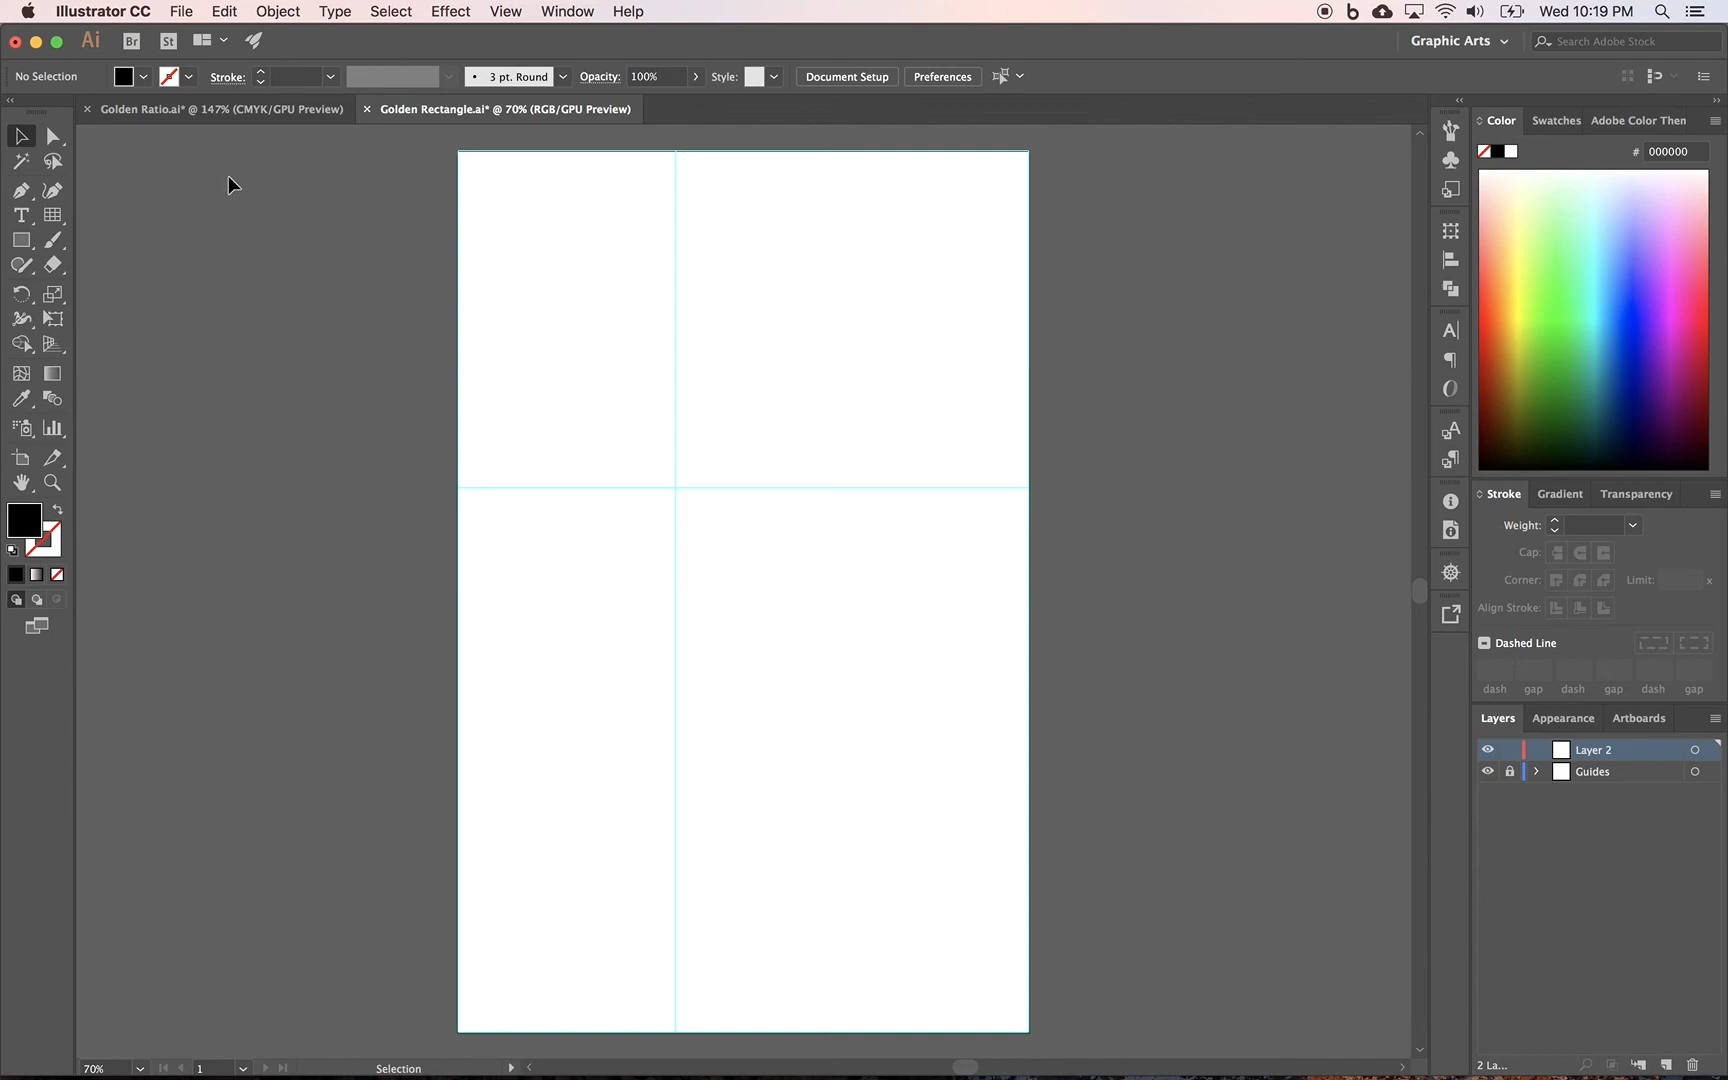 Illustrator CC File Edit Object Type Select Effect View Window Help Wed 10:19 PM
Ai Br St Graphic Arts Search Adobe Stock
No Selection Stroke: 3 pt. Round Opacity: 100% Style: Document Setup Preferences
Golden Ratio.ai* @ 147% (CMYK/GPU Preview) Golden Rectangle.ai* @ 70% (RGB/GPU Preview)
Color Swatches Adobe Color Them
# 000000
Stroke Gradient Transparency
Weight:
Cap:
Corner: Limit: x
Align Stroke:
Dashed Line
dash gap dash gap dash gap
Layers Appearance Artboards
Layer 2
Guides
70% 1 Selection 2 La...